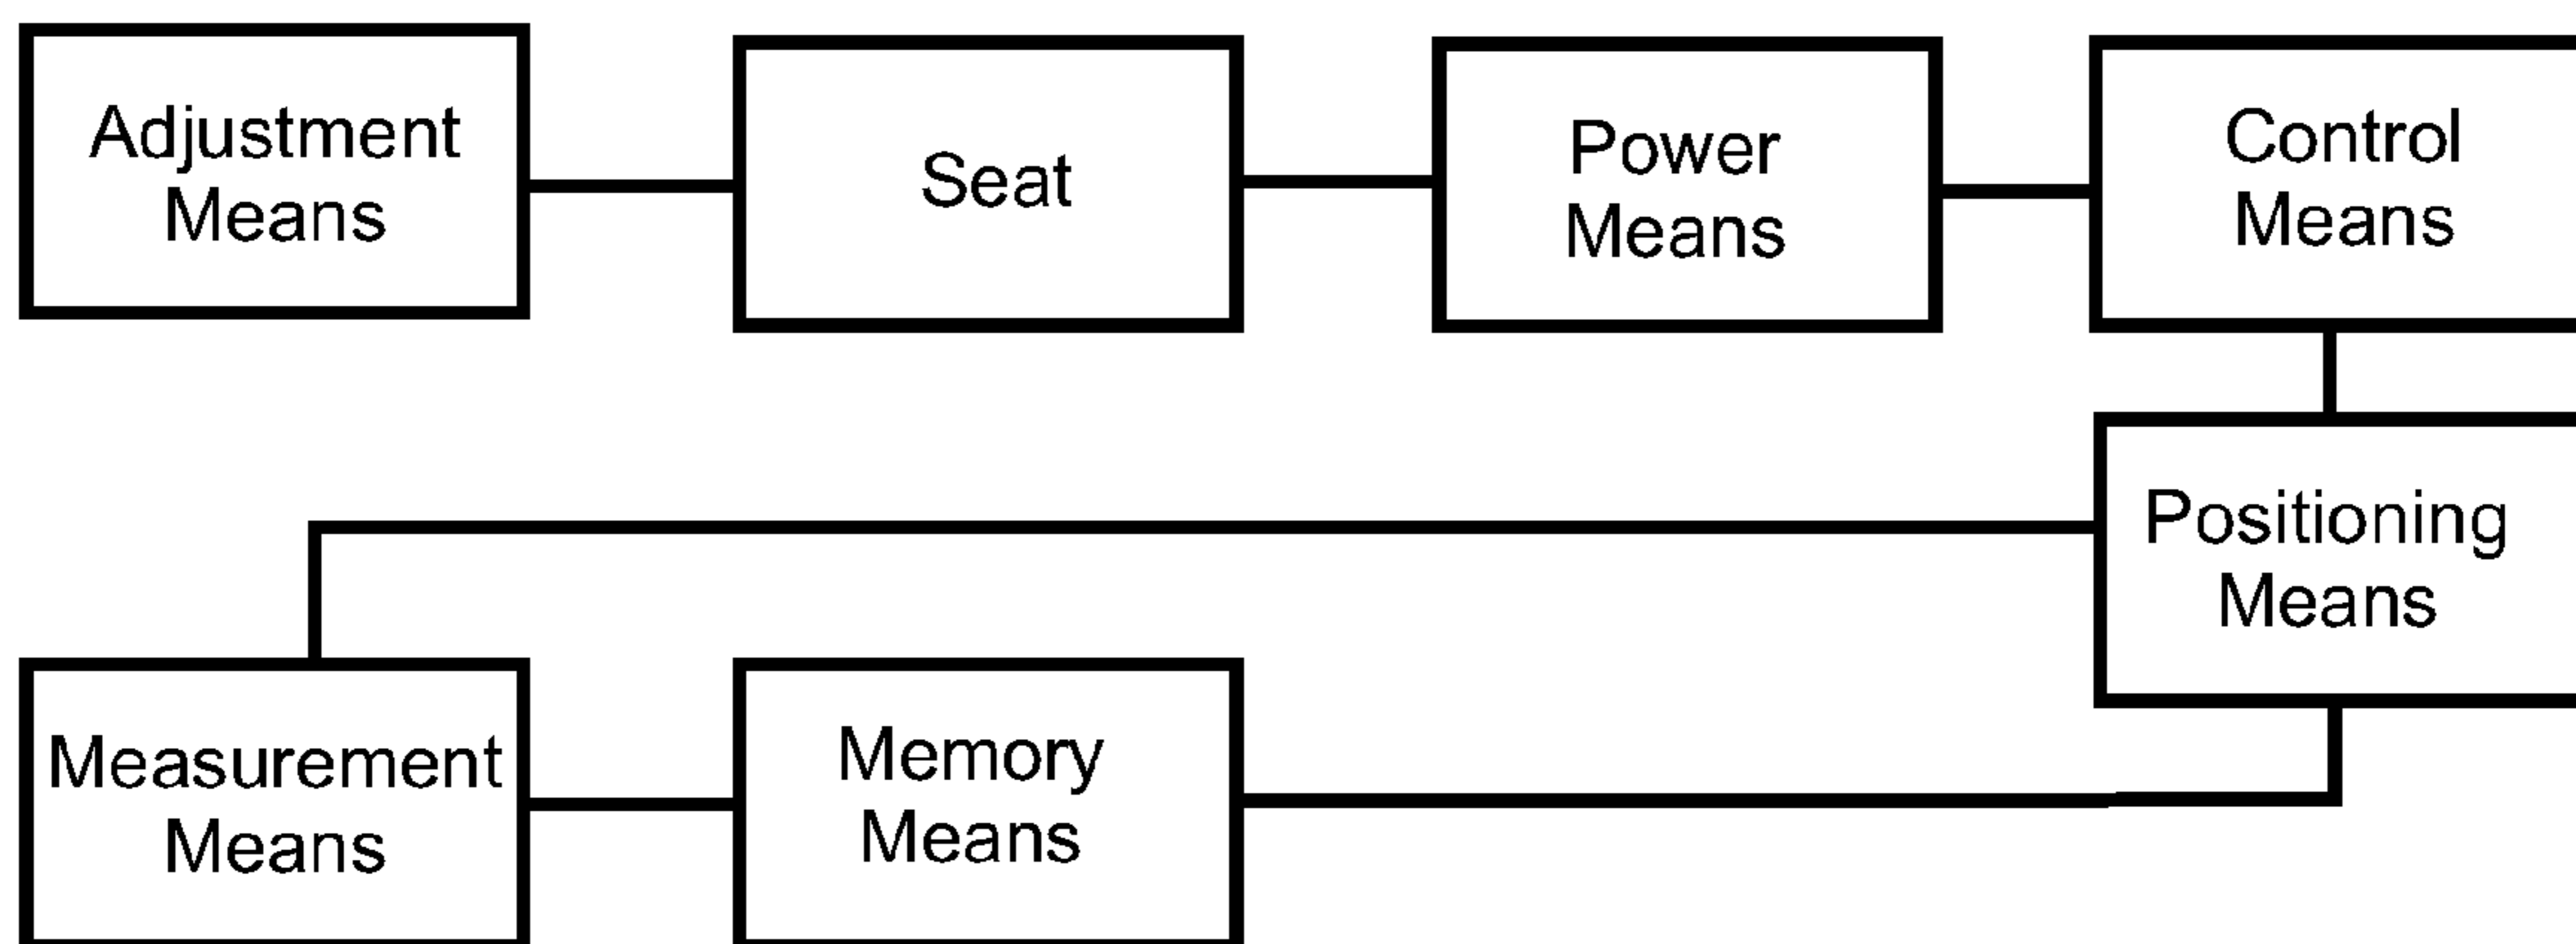 Adjustment
Means
Seat
Power
Means
Control
Means
Positioning
Means
Measurement
Means
Memory
Means